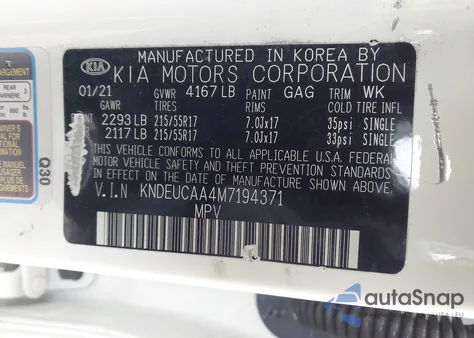 MANUFACTURED IN KOREA BY
KIA KIA MOTORS CORPORATION
01/21 GVWR 4167 LB PAINT GAG TRIM WK
GAWR TIRES RIMS COLD TIRE INFL
2293 LB 215/55R17 7.0Jx17 35psi SINGLE
2117 LB 215/55R17 7.0Jx17 33psi SINGLE
THIS VEHICLE CONFORMS TO ALL APPLICABLE U.S.A. FEDERAL
MOTOR VEHICLE SAFETY AND THEFT PREVENTION STANDARDS
IN EFFECT ON THE DATE OF MANUFACTURE SHOWN ABOVE.
V.I.N KNDEUCAA4M7194371
MPV
REAR
Q30
autoSnap